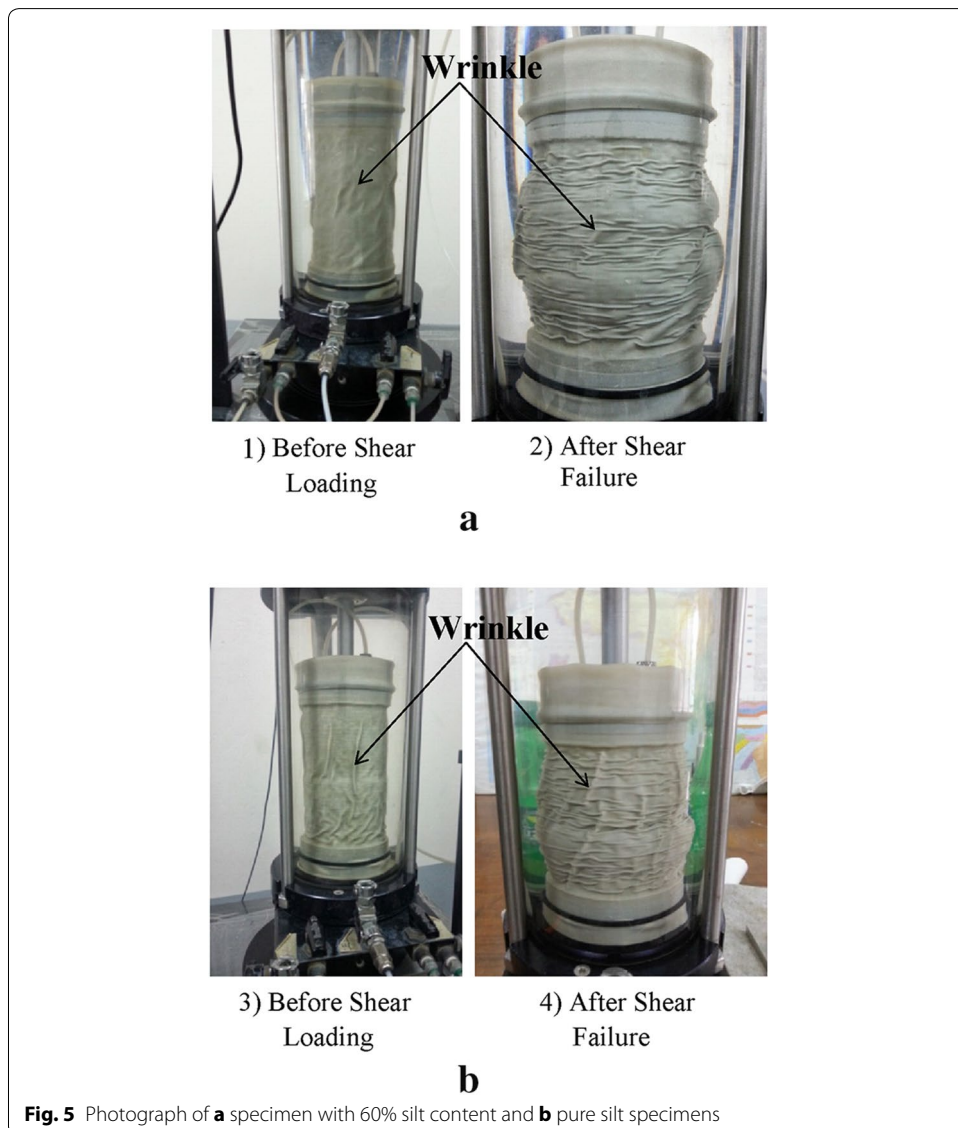 Wrinkle
1) Before Shear
Loading
2) After Shear
Failure
a
Wrinkle
3) Before Shear
Loading
4) After Shear
Failure
b
Fig. 5 Photograph of a specimen with 60% silt content and b pure silt specimens